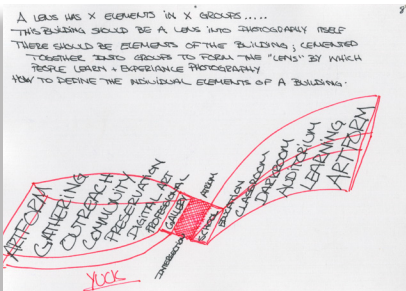 A LENS HAS X ELEMENTS IN X GROUPS.....
THIS BUILDING SHOULD BE A LENS INTO PHOTOGRAPHY ITSELF
THERE SHOULD BE ELEMENTS OF THE BUILDING; CEMENTED
TOGETHER INTO GROUPS TO FORM THE "LENS" BY WHICH
PEOPLE LEARN + EXPERIANCE PHOTOGRAPHY
HOW TO DEFINE THE INDIVIDUAL ELEMENTS OF A BUILDING.
ARTFORM
GATHERING
OUTREACH
COMMUNITY
PRESERVATION
DIGITAL ART
PROFESSIONAL
GALLERY
INTERSECTION
ATRIUM
SCHOOL
EDUCATION
CLASSROOM
DARKROOM
AUDITORIUM
LEARNING
ARTFORM
YUCK